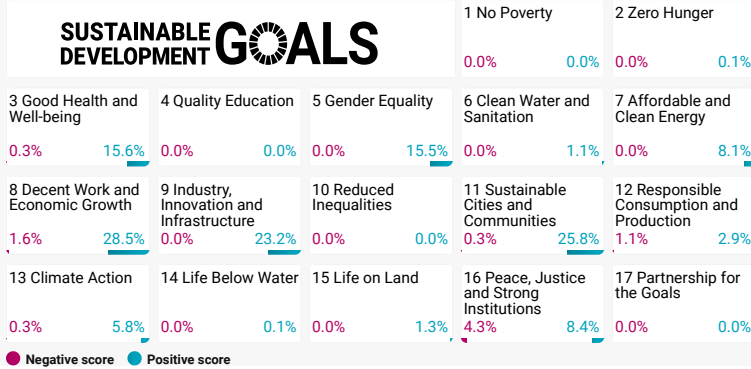 SUSTAINABLE
DEVELOPMENT
GOALS
1 No Poverty
0.0% 0.0%
2 Zero Hunger
0.0% 0.1%
3 Good Health and
Well-being
0.3% 15.6%
4 Quality Education
0.0% 0.0%
5 Gender Equality
0.0% 15.5%
6 Clean Water and
Sanitation
0.0% 1.1%
7 Affordable and
Clean Energy
0.0% 8.1%
8 Decent Work and
Economic Growth
1.6% 28.5%
9 Industry,
Innovation and
Infrastructure
0.0% 23.2%
10 Reduced
Inequalities
0.0% 0.0%
11 Sustainable
Cities and
Communities
0.3% 25.8%
12 Responsible
Consumption and
Production
1.1% 2.9%
13 Climate Action
0.3% 5.8%
14 Life Below Water
0.0% 0.1%
15 Life on Land
0.0% 1.3%
16 Peace, Justice
and Strong
Institutions
4.3% 8.4%
17 Partnership for
the Goals
0.0% 0.0%
Negative score Positive score